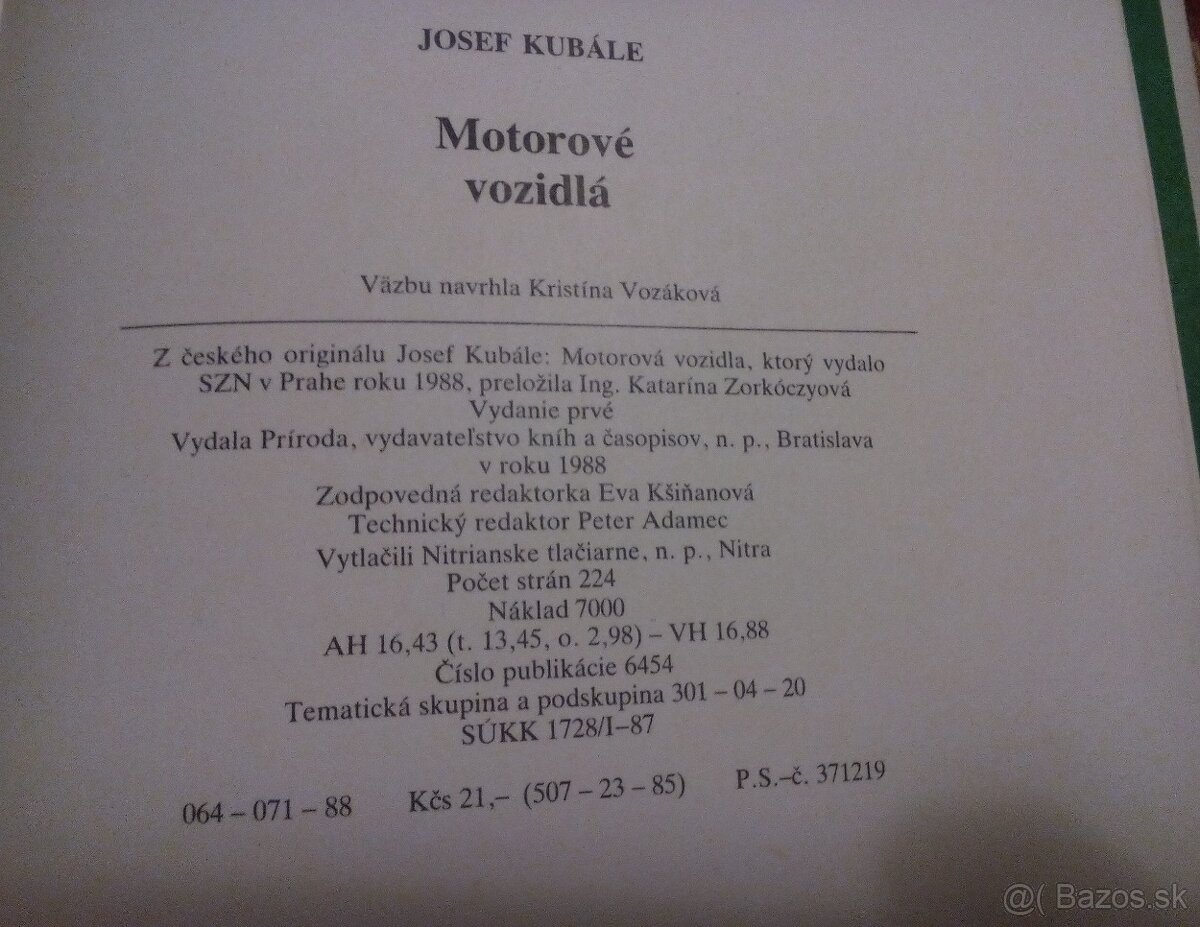 JOSEF KUBÁLE
Motorové
vozidlá
Väzbu navrhla Kristína Vozáková
Z českého originálu Josef Kubále: Motorová vozidla, ktorý vydalo
SZN v Prahe roku 1988, preložila Ing. Katarína Zorkóczyová
Vydanie prvé
Vydala Príroda, vydavateľstvo kníh a časopisov, n. p., Bratislava
v roku 1988
Zodpovedná redaktorka Eva Kšiňanová
Technický redaktor Peter Adamec
Vytlačili Nitrianske tlačiarne, n. p., Nitra
Počet strán 224
Náklad 7000
AH 16,43 (t. 13,45, o. 2,98) – VH 16,88
Číslo publikácie 6454
Tematická skupina a podskupina 301 – 04 – 20
SÚKK 1728/I–87
064 – 071 – 88 Kčs 21,– (507 – 23 – 85) P.S.–č. 371219
@( Bazos.sk